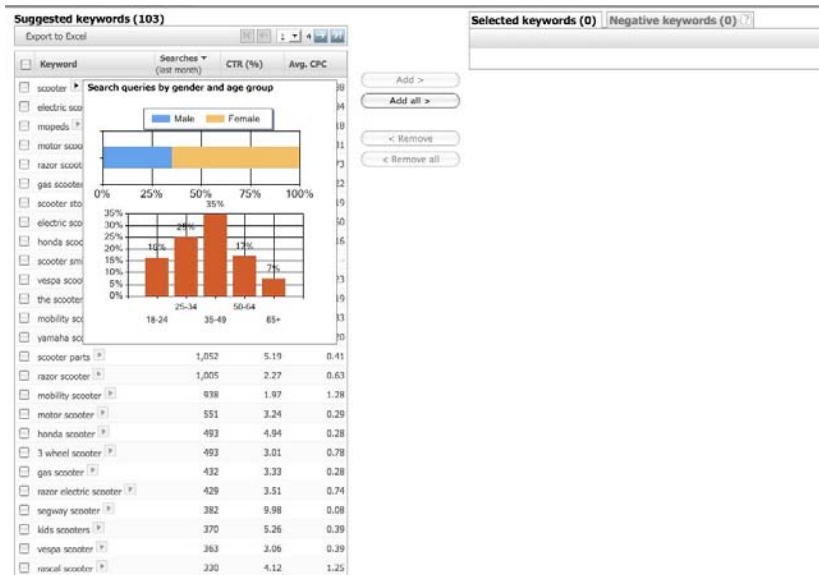 Suggested keywords (103)
Selected keywords (0) Negative keywords (0) ?
Export to Excel 1 4
Keyword Searches (last month) CTR (%) Avg. CPC
Add >
Add all >
< Remove
< Remove all
scooter
electric sco
mopeds
motor scoo
razor scoot
gas scooter
scooter sto
electric sco
honda scoo
scooter sm
vespa scoo
the scooter
mobility sco
yamaha sco
Search queries by gender and age group
Male Female
0% 25% 50% 75% 100%
35%
35%
30%
25%
20%
15%
10%
5%
0%
16% 25% 17% 7%
25-34 50-64
18-24 35-49 65+
scooter parts 1,052 5.19 0.41
razor scooter 1,005 2.27 0.63
mobility scooter 938 1.97 1.28
motor scooter 551 3.24 0.29
honda scooter 493 4.94 0.28
3 wheel scooter 493 3.01 0.78
gas scooter 432 3.33 0.28
razor electric scooter 429 3.51 0.74
segway scooter 382 9.98 0.08
kids scooters 370 5.26 0.39
vespa scooter 363 3.06 0.39
rascal scooter 330 4.12 1.25